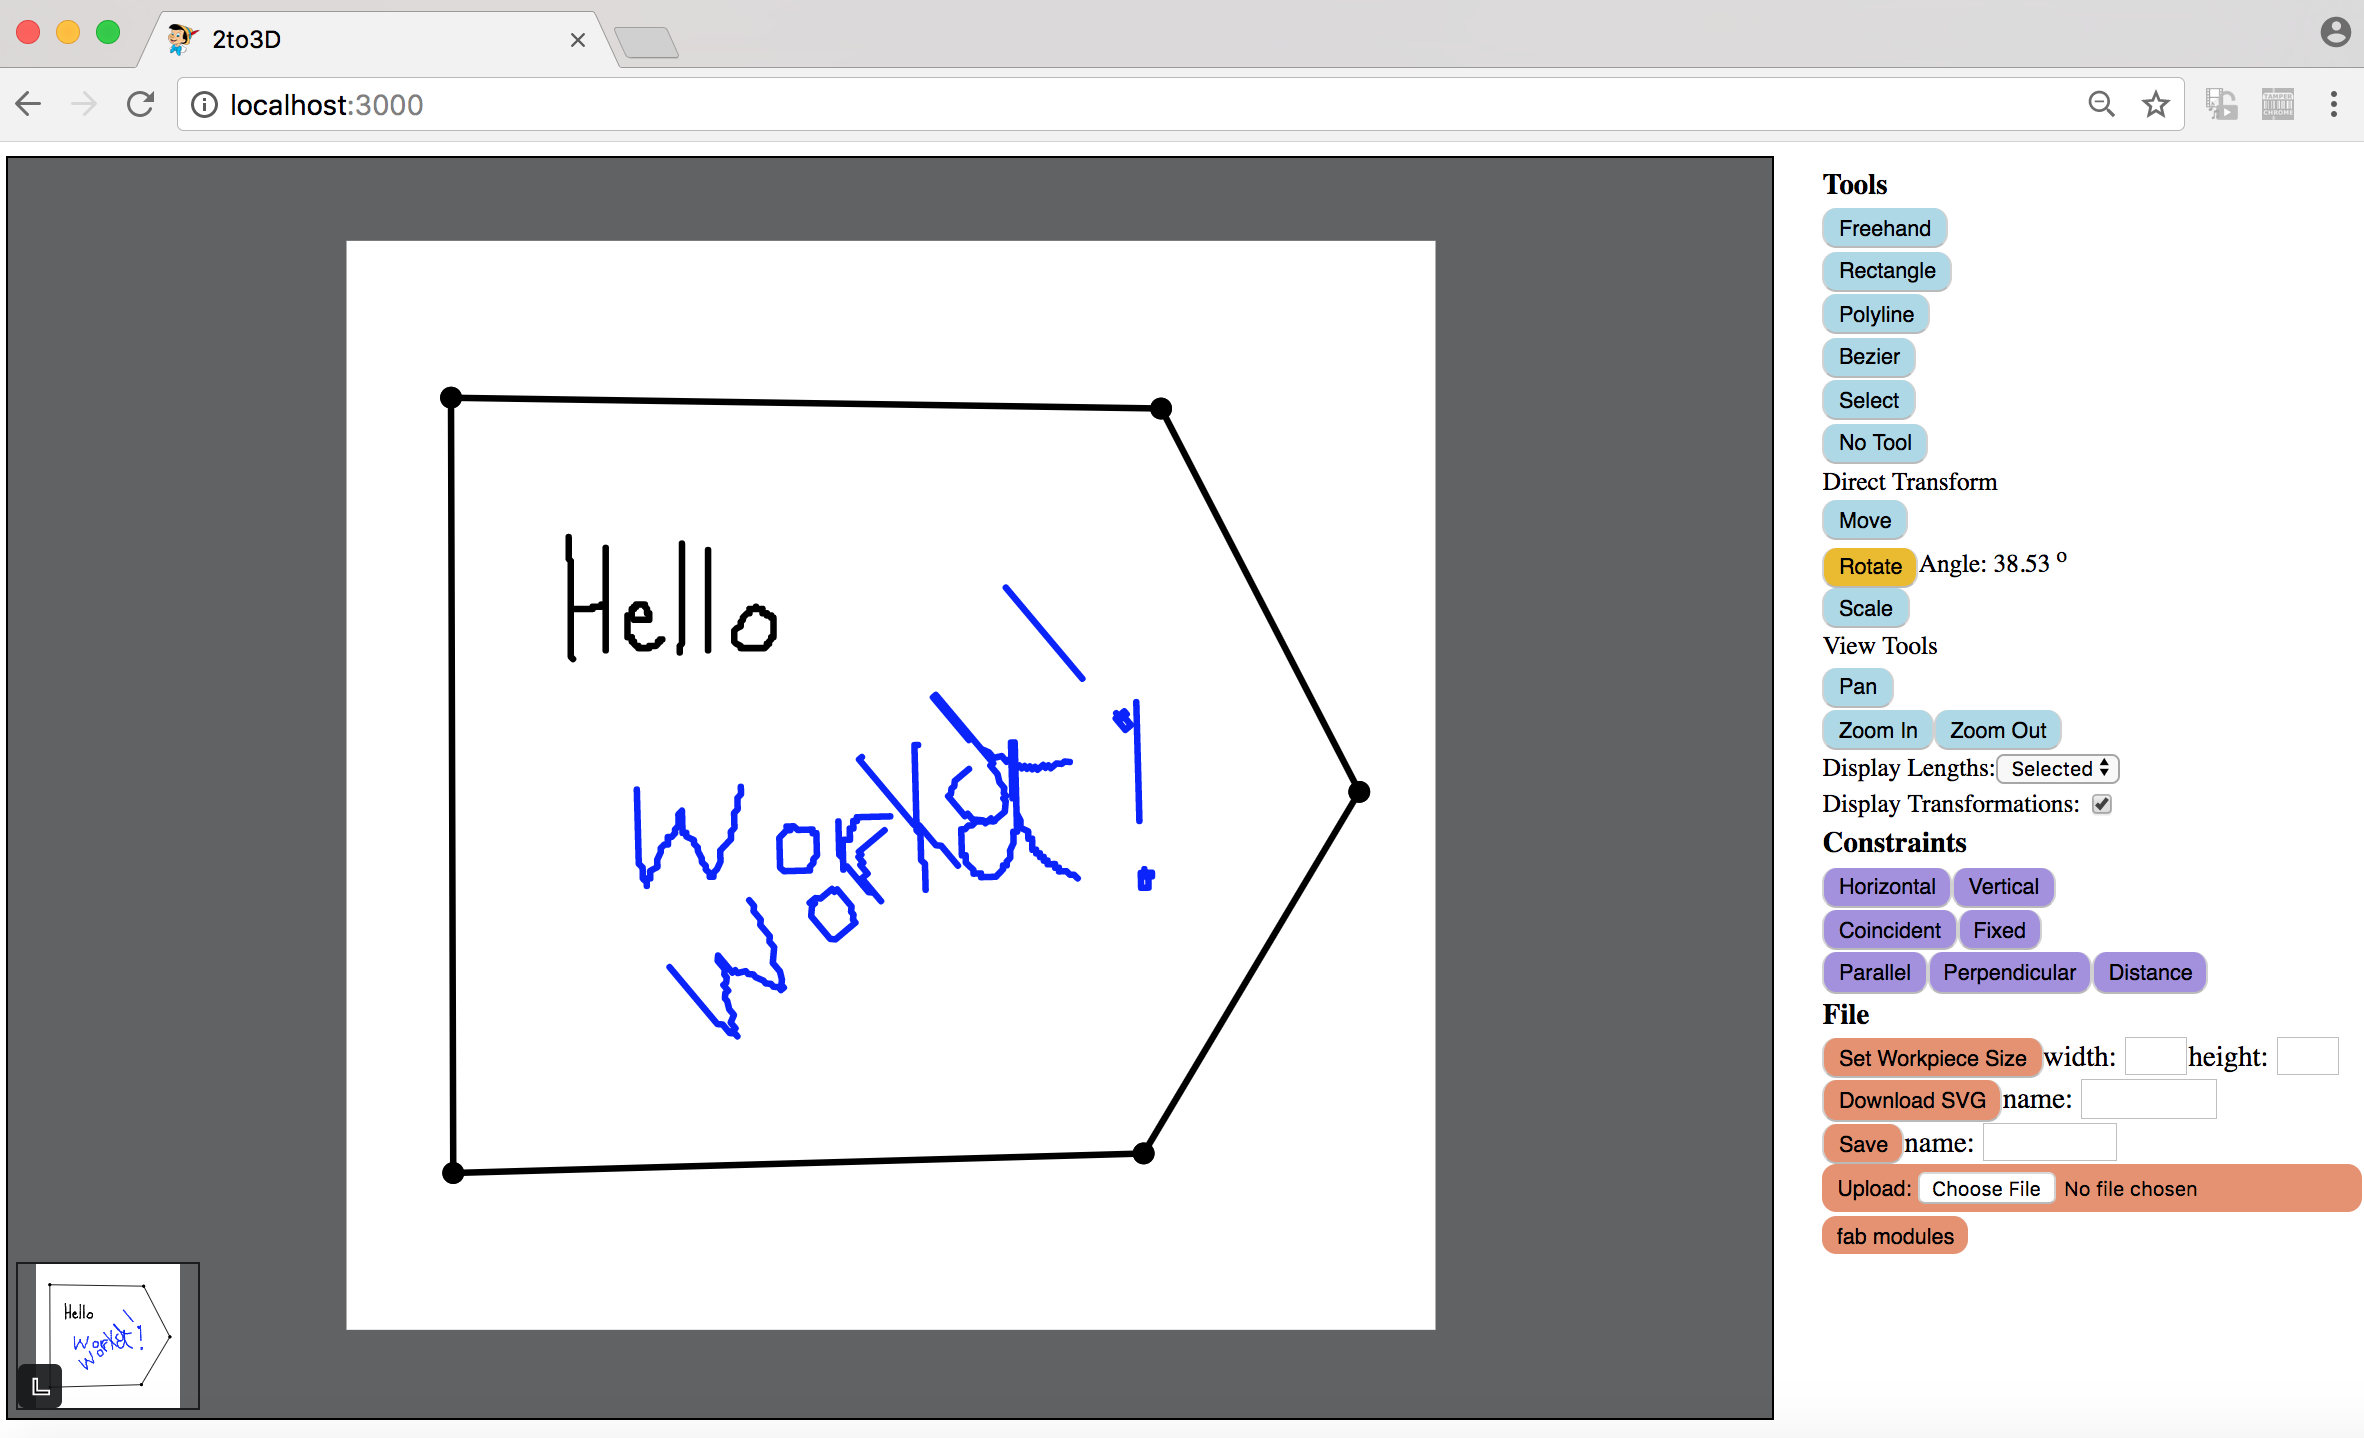 2to3D
localhost:3000
TAMPER CHROME
Tools
Freehand
Rectangle
Polyline
Bezier
Select
No Tool
Direct Transform
Move
Rotate Angle: 38.53 o
Scale
View Tools
Pan
Zoom In Zoom Out
Display Lengths: Selected
Display Transformations:
Constraints
Horizontal Vertical
Coincident Fixed
Parallel Perpendicular Distance
File
Set Workpiece Size width: height:
Download SVG name:
Save name:
Upload: Choose File No file chosen
fab modules
Hello
World!
World!
Hello
World!
World!